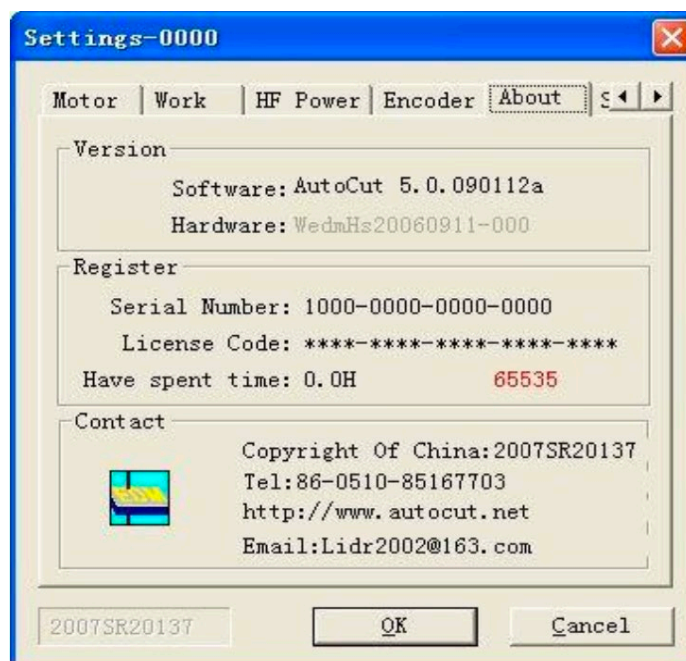 Settings-0000
Motor Work HF Power Encoder About
Version
Software: AutoCut 5.0.090112a
Hardware: WedmHs20060911-000
Register
Serial Number: 1000-0000-0000-0000
License Code: ****-****-****-****-****
Have spent time: 0.0H 65535
Contact
Copyright Of China:2007SR20137
Tel:86-0510-85167703
http://www.autocut.net
Email:Lidr2002@163.com
2007SR20137 OK Cancel